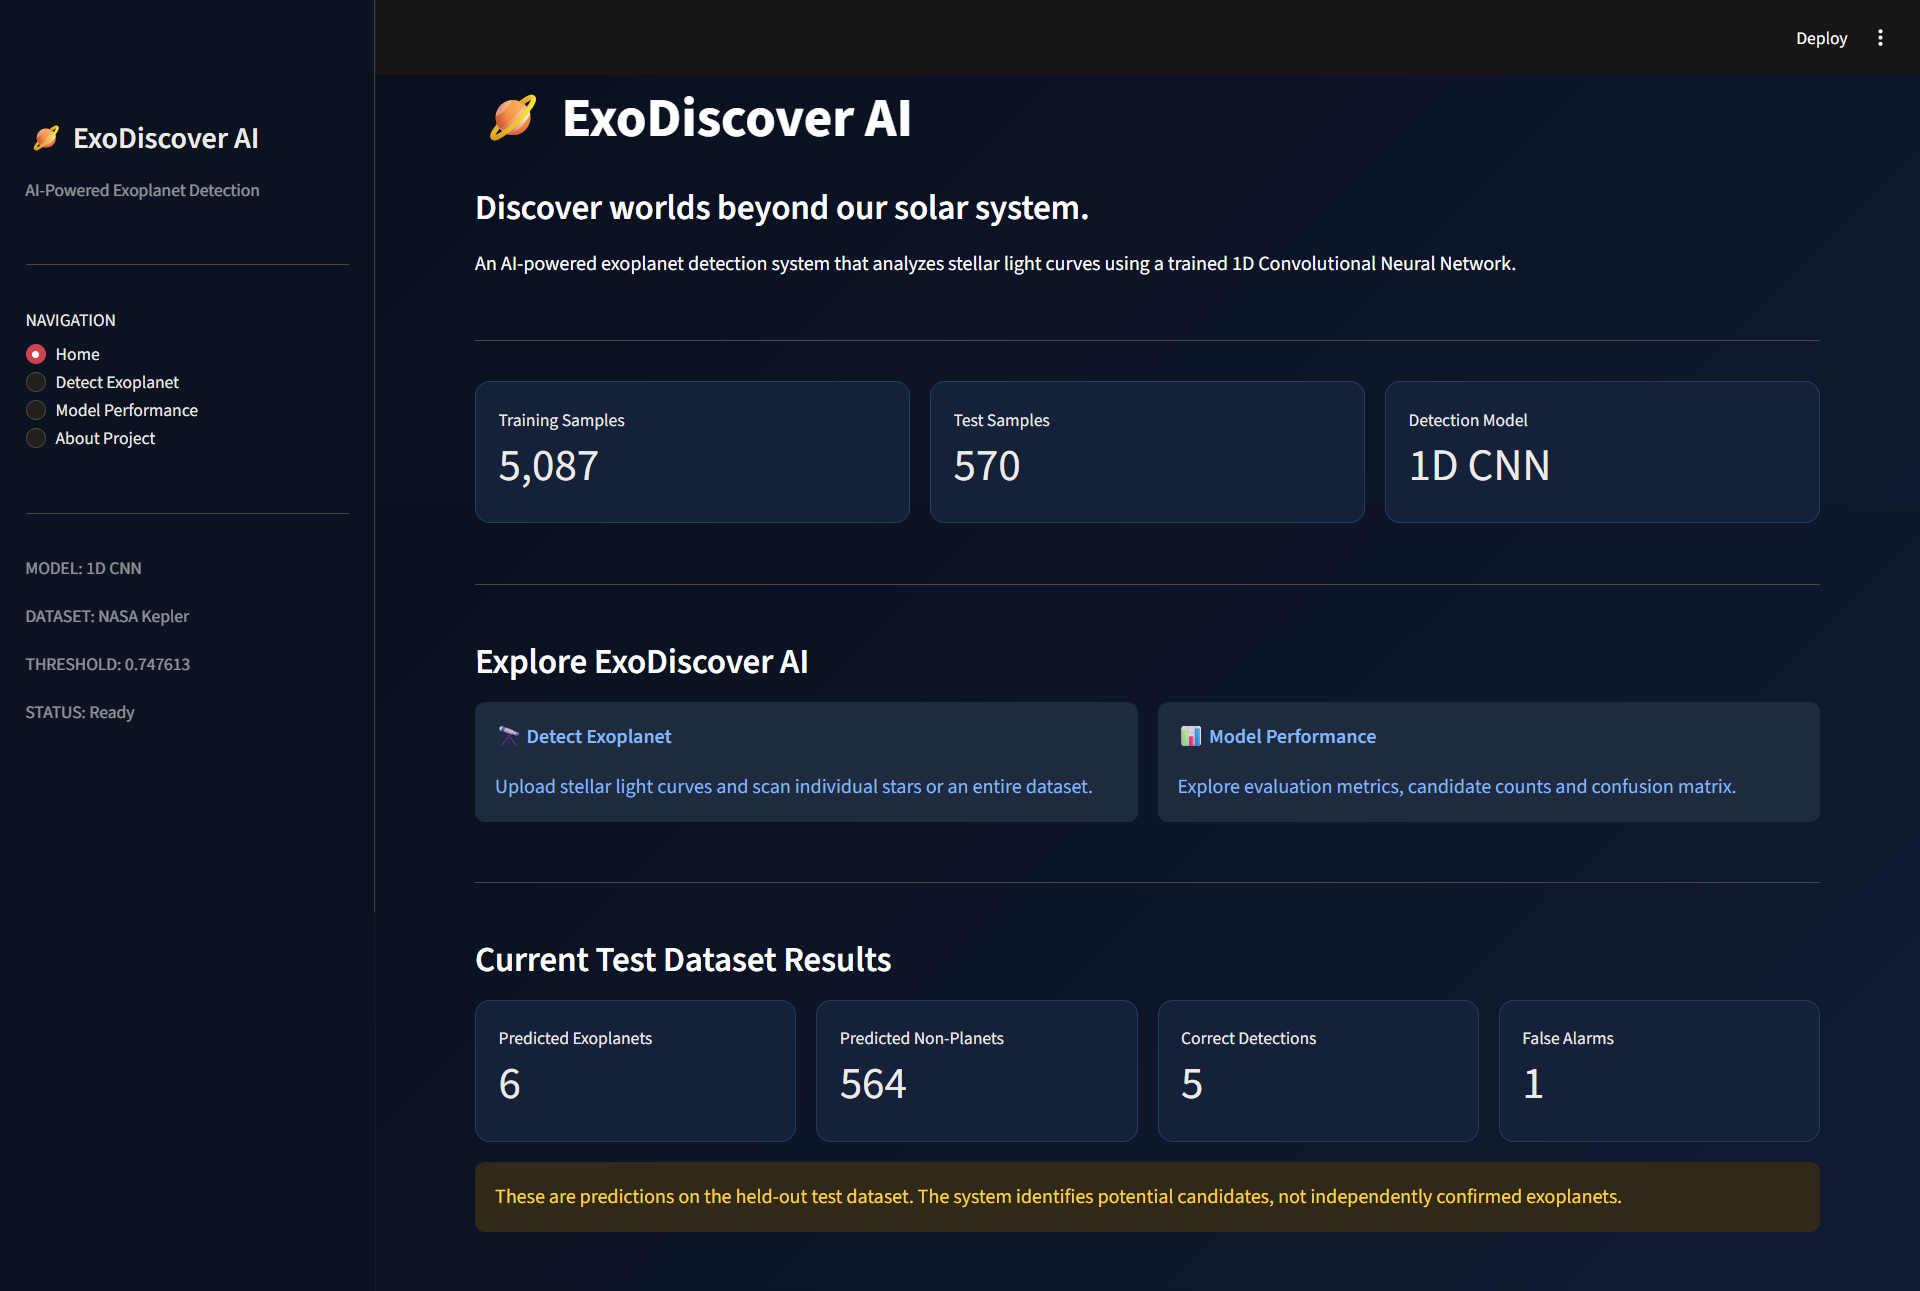 ExoDiscover AI
AI-Powered Exoplanet Detection
NAVIGATION
Home
Detect Exoplanet
Model Performance
About Project
MODEL: 1D CNN
DATASET: NASA Kepler
THRESHOLD: 0.747613
STATUS: Ready
Deploy
ExoDiscover AI
Discover worlds beyond our solar system.
An AI-powered exoplanet detection system that analyzes stellar light curves using a trained 1D Convolutional Neural Network.
Training Samples
5,087
Test Samples
570
Detection Model
1D CNN
Explore ExoDiscover AI
Detect Exoplanet
Upload stellar light curves and scan individual stars or an entire dataset.
Model Performance
Explore evaluation metrics, candidate counts and confusion matrix.
Current Test Dataset Results
Predicted Exoplanets
6
Predicted Non-Planets
564
Correct Detections
5
False Alarms
1
These are predictions on the held-out test dataset. The system identifies potential candidates, not independently confirmed exoplanets.